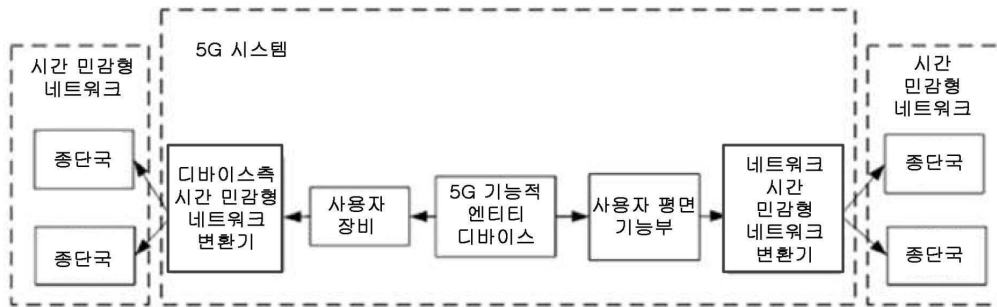 5G 시스템
시간 민감형
네트워크
종단국
종단국
디바이스측
시간 민감형
네트워크
변환기
사용자
장비
5G 기능적
엔티티
디바이스
사용자 평면
기능부
네트워크
시간
민감형
네트워크
변환기
시간
민감형
네트워크
종단국
종단국